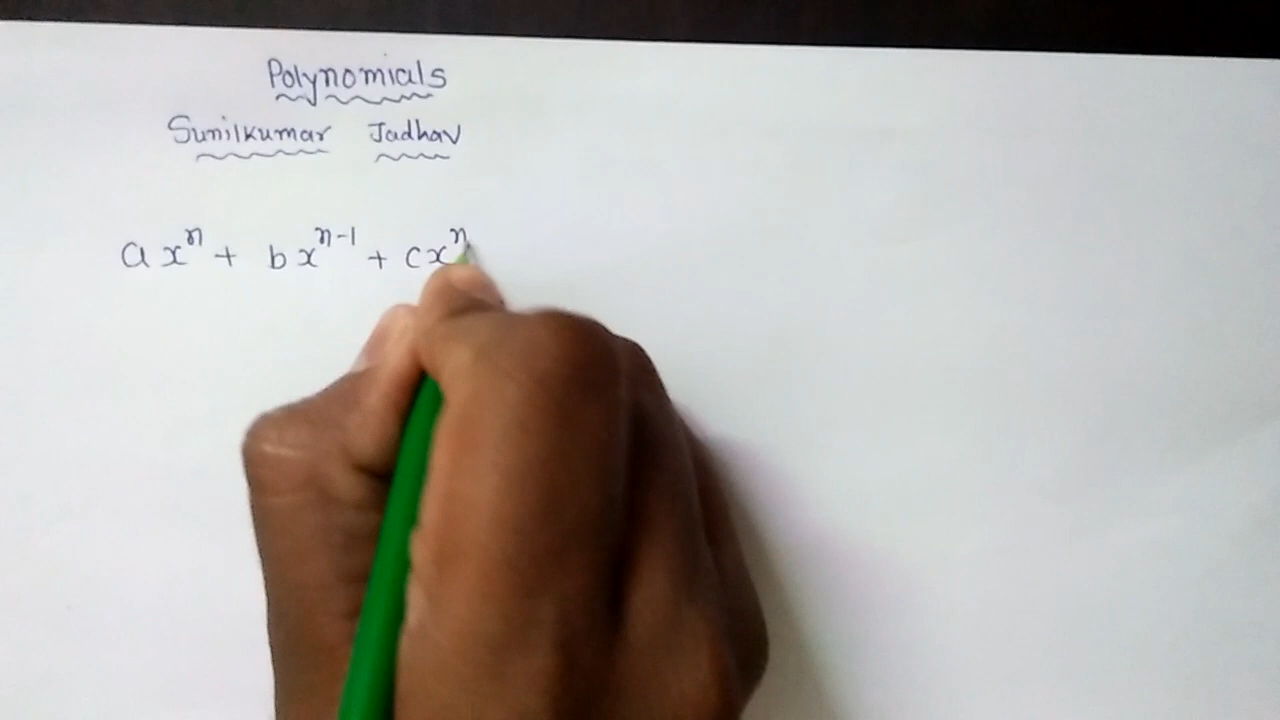 Polynomials
Sunilkumar Jadhav
ax^n + bx^{n-1} + cx^n